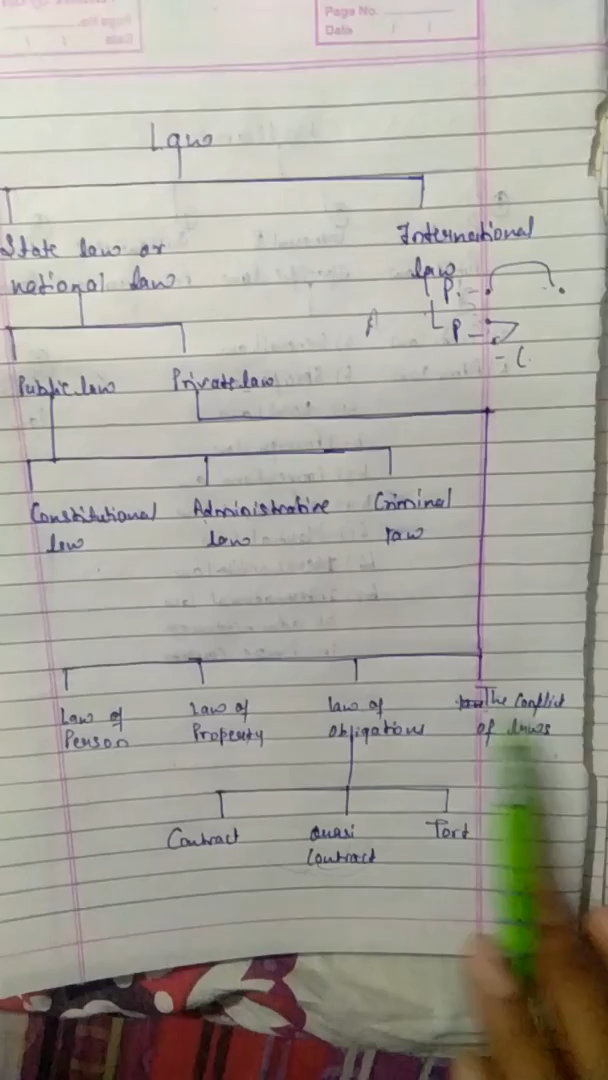 Page No.
Date
Law
State law or
national law
International
law
P.
P -
- C
Public law
Private law
Constitutional
law
Administrative
law
Criminal
law
Law of
Person
Law of
Property
Law of
Obligations
The Conflict
of laws
Contract
Quasi
Contract
Tort